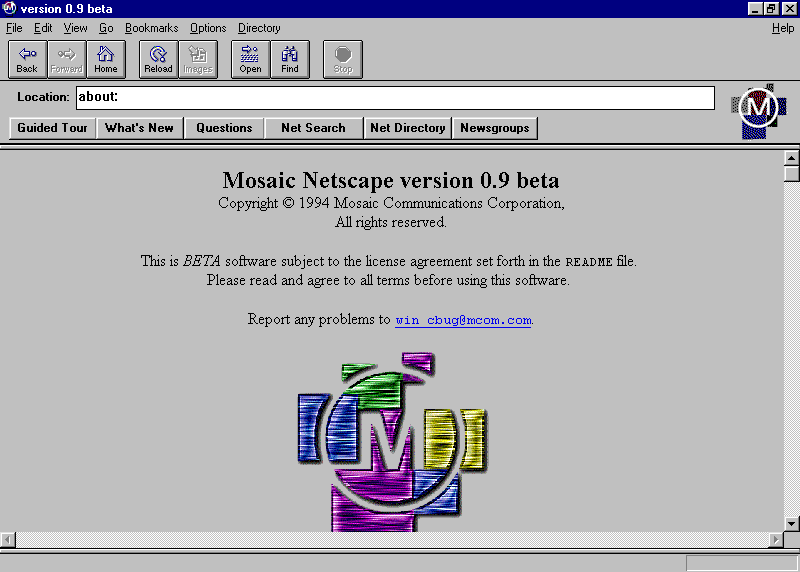 version 0.9 beta
File Edit View Go Bookmarks Options Directory Help
Back Forward Home Reload Images Open Find Stop
Location: about:
Guided Tour What's New Questions Net Search Net Directory Newsgroups
M
Mosaic Netscape version 0.9 beta
Copyright © 1994 Mosaic Communications Corporation,
All rights reserved.
This is BETA software subject to the license agreement set forth in the README file.
Please read and agree to all terms before using this software.
Report any problems to win_cbug@mcom.com.
M